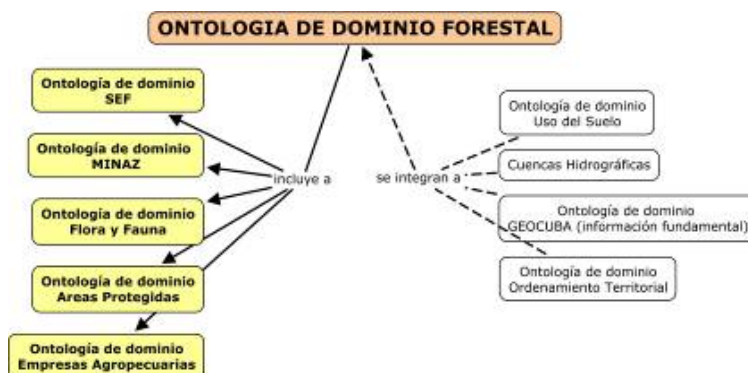 ONTOLOGIA DE DOMINIO FORESTAL
Ontología de dominio
SEF
Ontología de dominio
MINAZ
Ontología de dominio
Flora y Fauna
Ontología de dominio
Areas Protegidas
Ontología de dominio
Empresas Agropecuarias
incluye a
se integran a
Ontología de dominio
Uso del Suelo
Cuencas Hidrográficas
Ontología de dominio
GEOCUBA (información fundamental)
Ontología de dominio
Ordenamiento Territorial